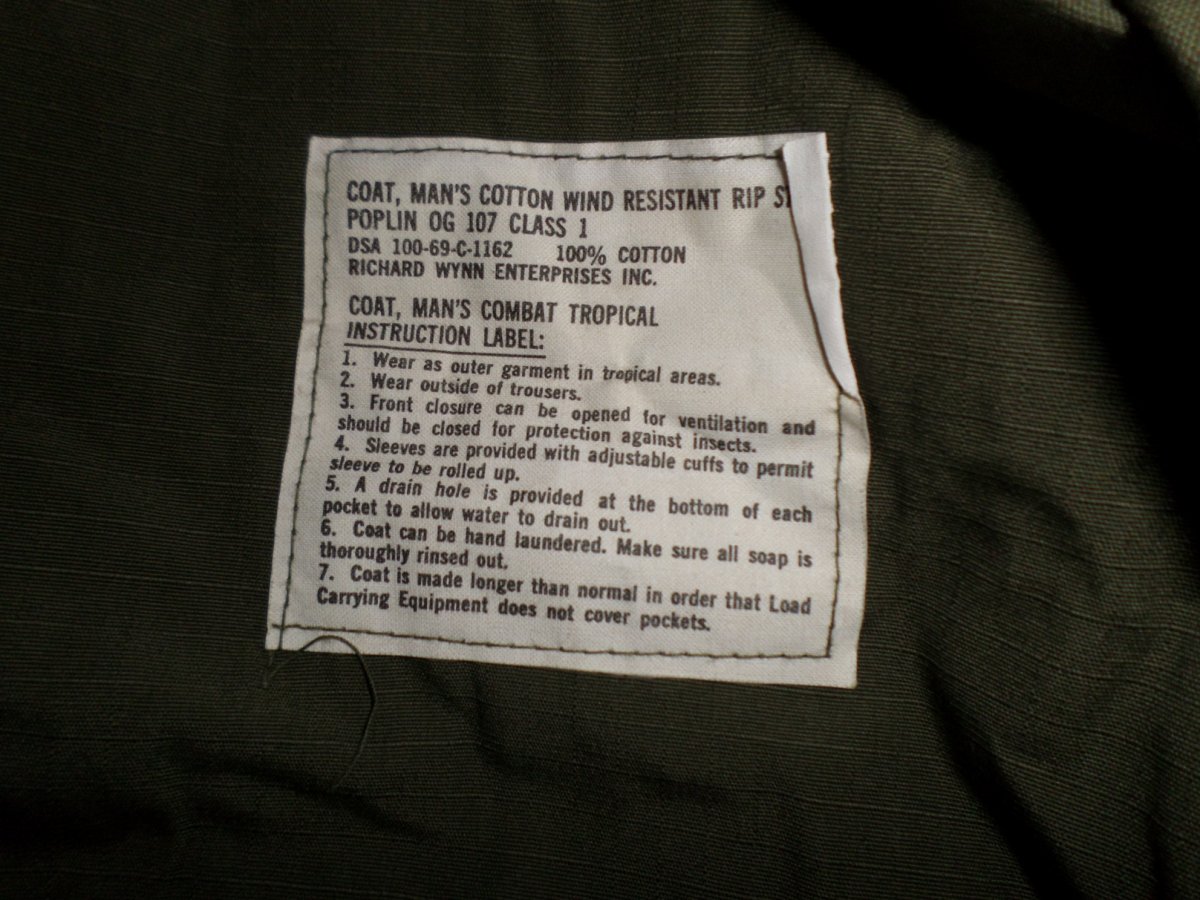 COAT, MAN'S COTTON WIND RESISTANT RIP
POPLIN OG 107 CLASS 1
DSA 100-69-C-1162 100% COTTON
RICHARD WYNN ENTERPRISES INC.
COAT, MAN'S COMBAT TROPICAL
INSTRUCTION LABEL:
1. Wear as outer garment in tropical areas.
2. Wear outside of trousers.
3. Front closure can be opened for ventilation and
should be closed for protection against insects.
4. Sleeves are provided with adjustable cuffs to permit
sleeve to be rolled up.
5. A drain hole is provided at the bottom of each
pocket to allow water to drain out.
6. Coat can be hand laundered. Make sure all soap is
thoroughly rinsed out.
7. Coat is made longer than normal in order that Load
Carrying Equipment does not cover pockets.